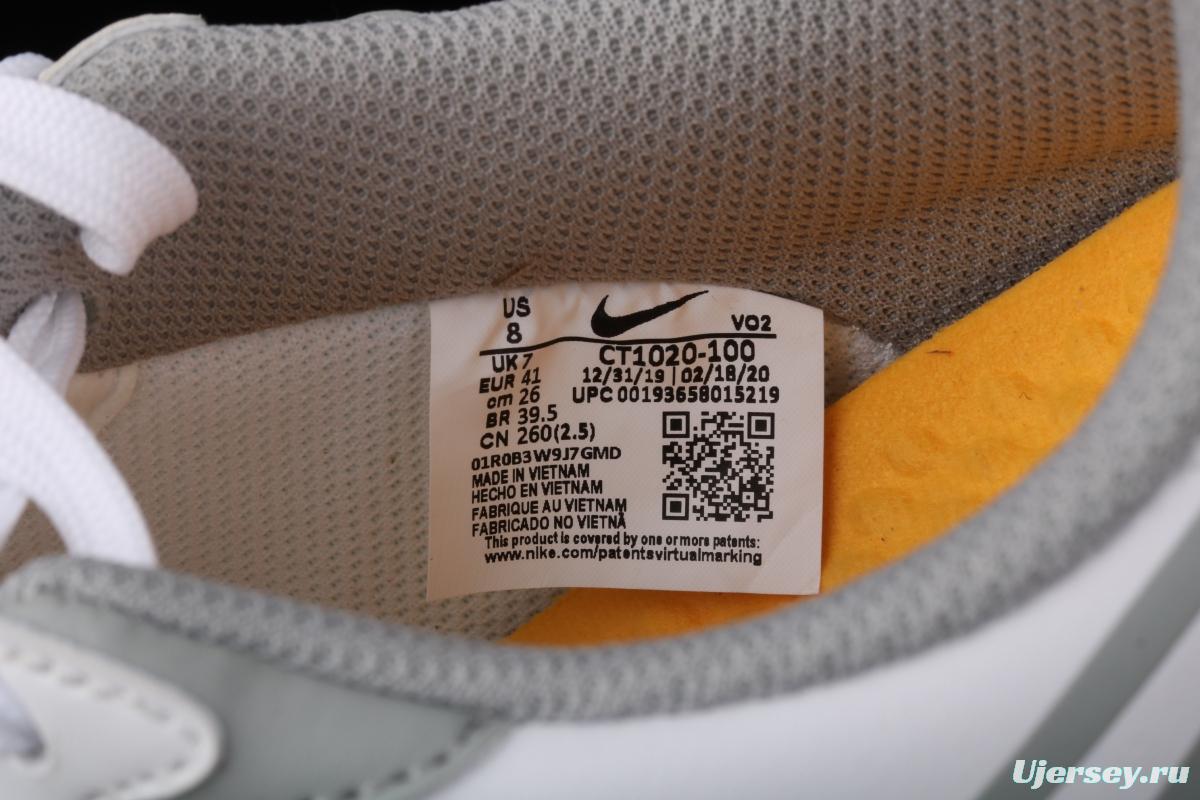 US
8
VO2
UK 7
EUR 41
cm 26
BR 39.5
CN 260(2.5)
CT1020-100
12/31/19 | 02/18/20
UPC 00193658015219
01R0B3W9J7GMD
MADE IN VIETNAM
HECHO EN VIETNAM
FABRIQUE AU VIETNAM
FABRICADO NO VIETNÃ
This product is covered by one or more patents:
www.nike.com/patentsvirtualmarking
Ujersey.ru